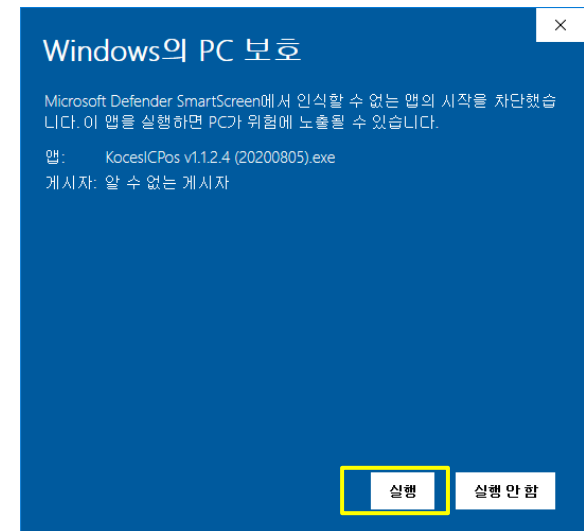 Windows의 PC 보호
Microsoft Defender SmartScreen에서 인식할 수 없는 앱의 시작을 차단했습
니다. 이 앱을 실행하면 PC가 위험에 노출될 수 있습니다.
앱: KocesICPos v1.1.2.4 (20200805).exe
게시자: 알 수 없는 게시자
실행 실행 안 함